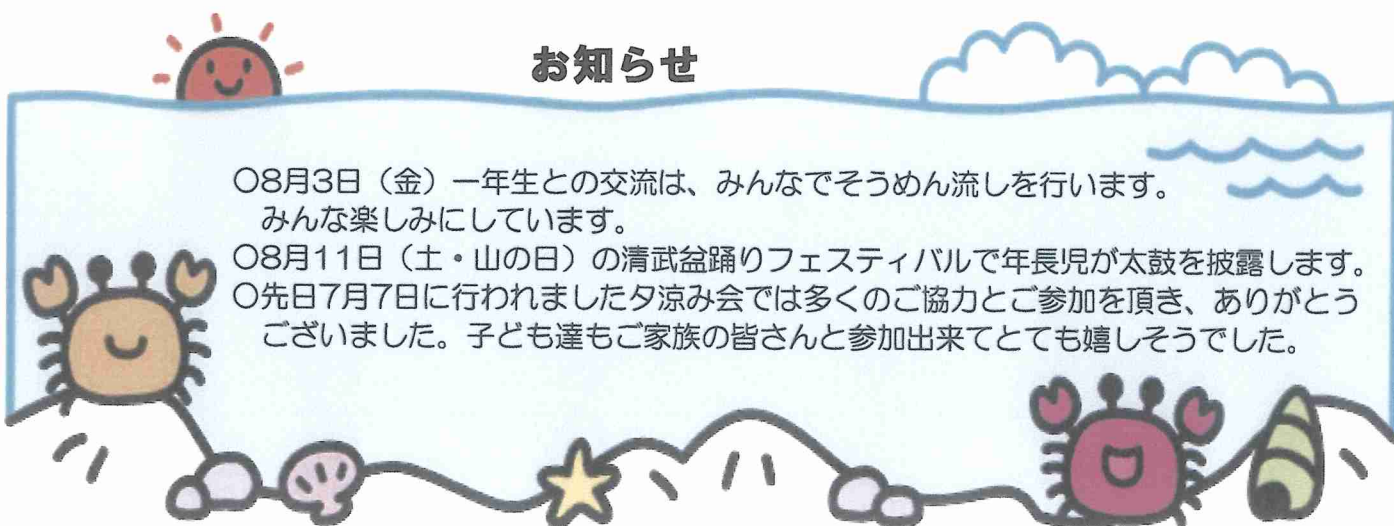 お知らせ
〇8月3日（金）一年生との交流は、みんなでそうめん流しを行います。
みんな楽しみにしています。
〇8月11日（土・山の日）の清武盆踊りフェスティバルで年長児が太鼓を披露します。
〇先日7月7日に行われました夕涼み会では多くのご協力とご参加を頂き、ありがとう
ございました。子ども達もご家族の皆さんと参加出来てとても嬉しそうでした。